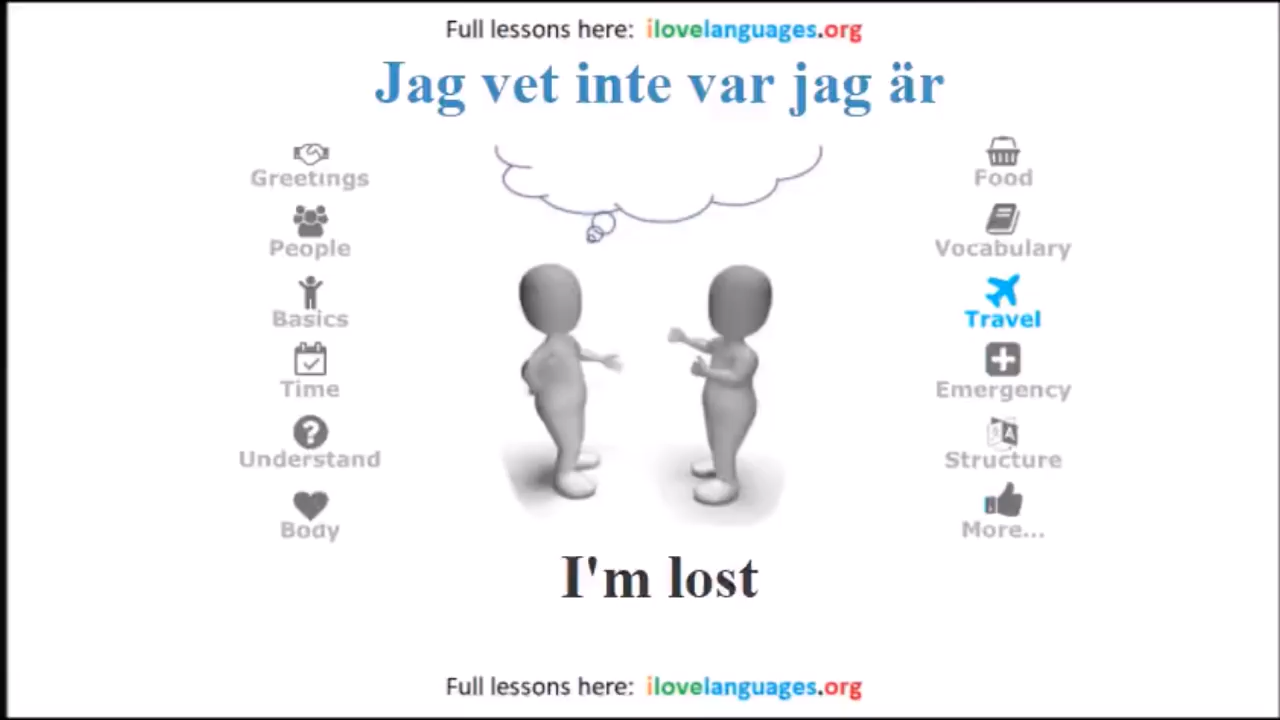 Full lessons here: ilovelanguages.org
Jag vet inte var jag är
Greetings
People
Basics
Time
Understand
Body
Food
Vocabulary
Travel
Emergency
Structure
More...
I'm lost
Full lessons here: ilovelanguages.org